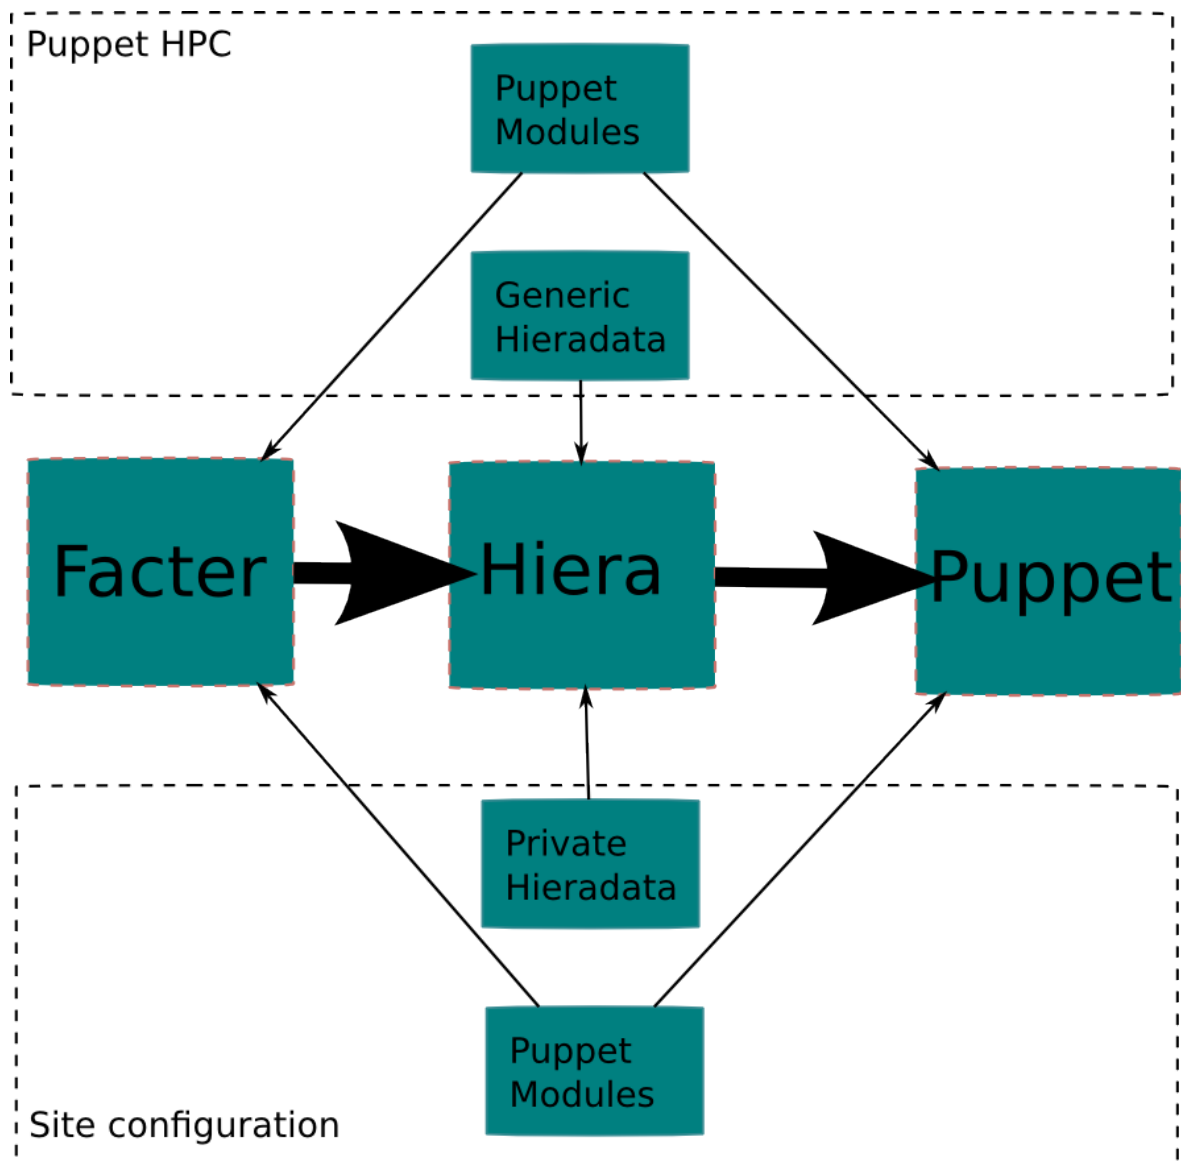 Puppet HPC
Puppet
Modules
Generic
Hieradata
Facter
Hiera
Puppet
Private
Hieradata
Puppet
Modules
Site configuration